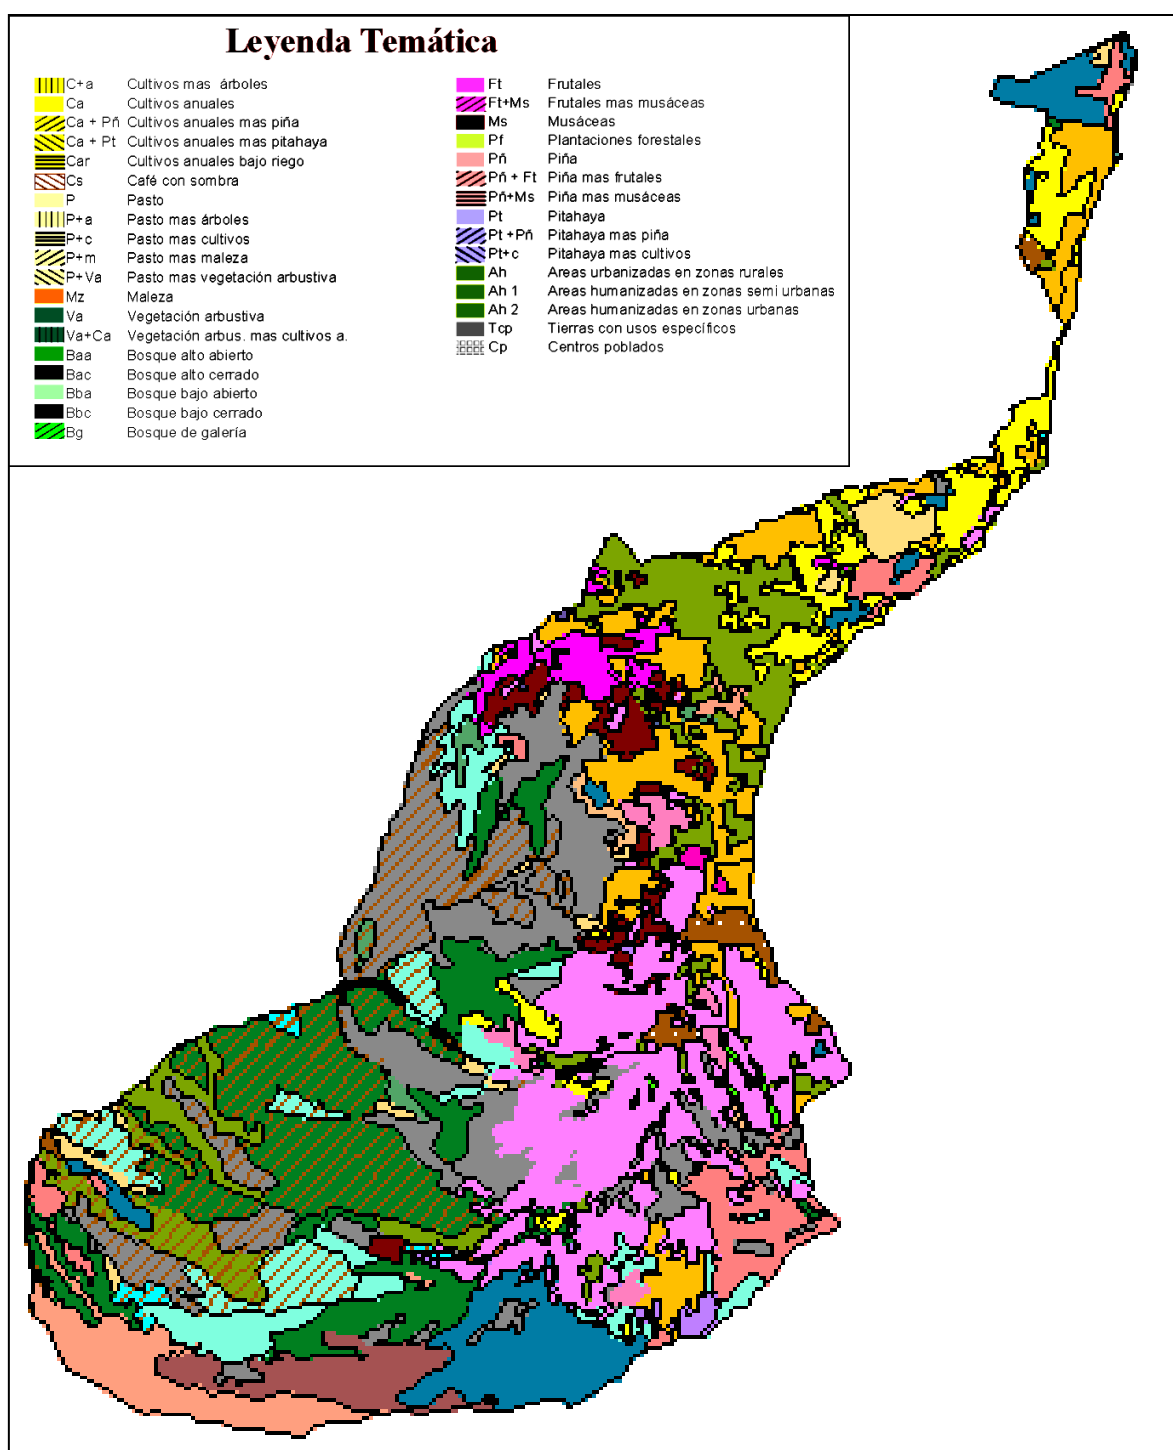 Leyenda Temática
C+a Cultivos mas árboles
Ca Cultivos anuales
Ca + Pñ Cultivos anuales mas piña
Ca + Pt Cultivos anuales mas pitahaya
Car Cultivos anuales bajo riego
Cs Café con sombra
P Pasto
P+a Pasto mas árboles
P+c Pasto mas cultivos
P+m Pasto mas maleza
P+Va Pasto mas vegetación arbustiva
Mz Maleza
Va Vegetación arbustiva
Va+Ca Vegetación arbus. mas cultivos a.
Baa Bosque alto abierto
Bac Bosque alto cerrado
Bba Bosque bajo abierto
Bbc Bosque bajo cerrado
Bg Bosque de galería
Ft Frutales
Ft+Ms Frutales mas musáceas
Ms Musáceas
Pf Plantaciones forestales
Pñ Piña
Pñ + Ft Piña mas frutales
Pñ+Ms Piña mas musáceas
Pt Pitahaya
Pt +Pñ Pitahaya mas piña
Pt+c Pitahaya mas cultivos
Ah Areas urbanizadas en zonas rurales
Ah 1 Areas humanizadas en zonas semi urbanas
Ah 2 Areas humanizadas en zonas urbanas
Tcp Tierras con usos específicos
Cp Centros poblados